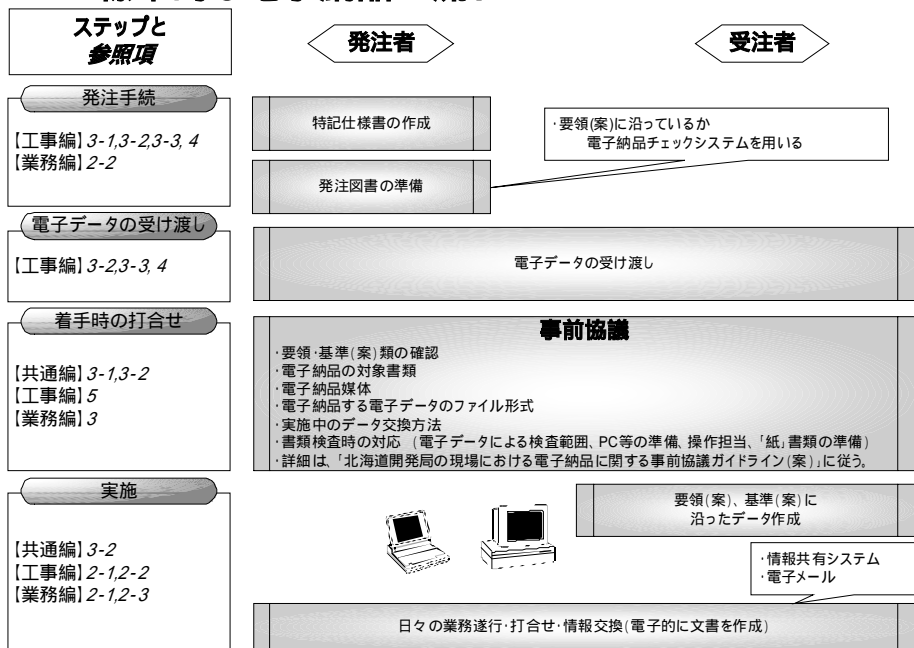 ステップと
参照項
発注者
受注者
発注手続
【工事編】3-1,3-2,3-3, 4
【業務編】2-2
特記仕様書の作成
発注図書の準備
・要領(案)に沿っているか
電子納品チェックシステムを用いる
電子データの受け渡し
【工事編】3-2,3-3, 4
電子データの受け渡し
着手時の打合せ
【共通編】3-1,3-2
【工事編】5
【業務編】3
事前協議
・要領・基準(案)類の確認
・電子納品の対象書類
・電子納品媒体
・電子納品する電子データのファイル形式
・実施中のデータ交換方法
・書類検査時の対応 (電子データによる検査範囲、PC等の準備、操作担当、「紙」書類の準備)
・詳細は、「北海道開発局の現場における電子納品に関する事前協議ガイドライン(案)」に従う。
実施
【共通編】3-2
【工事編】2-1,2-2
【業務編】2-1,2-3
要領(案)、基準(案)に
沿ったデータ作成
・情報共有システム
・電子メール
日々の業務遂行・打合せ・情報交換(電子的に文書を作成)